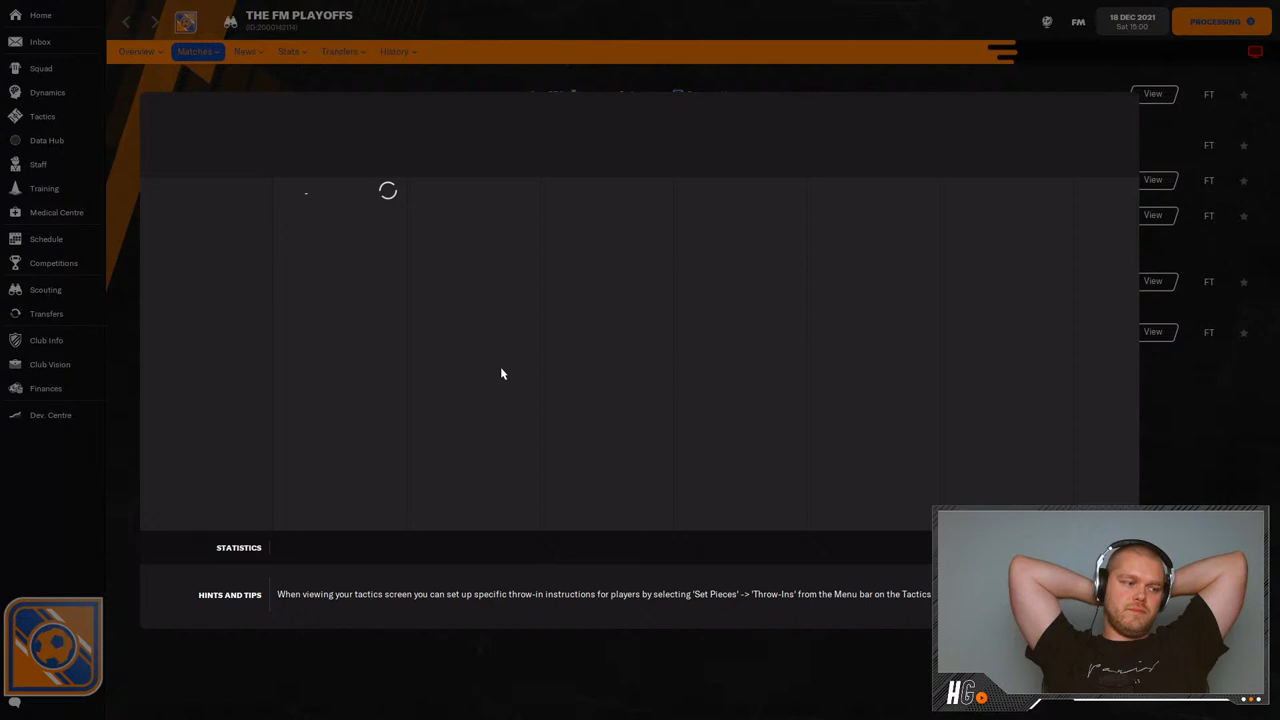 Home
Inbox
Squad
Dynamics
Tactics
Data Hub
Staff
Training
Medical Centre
Schedule
Competitions
Scouting
Transfers
Club Info
Club Vision
Finances
Dev. Centre
THE FM PLAYOFFS
(ID:2000142114)
FM
18 DEC 2021
Sat 15:00
PROCESSING
Overview
Matches
News
Stats
Transfers
History
View FT
FT
View FT
View FT
View FT
View FT
-
STATISTICS
HINTS AND TIPS
When viewing your tactics screen you can set up specific throw-in instructions for players by selecting 'Set Pieces' -> 'Throw-Ins' from the Menu bar on the Tactics
paris
HG